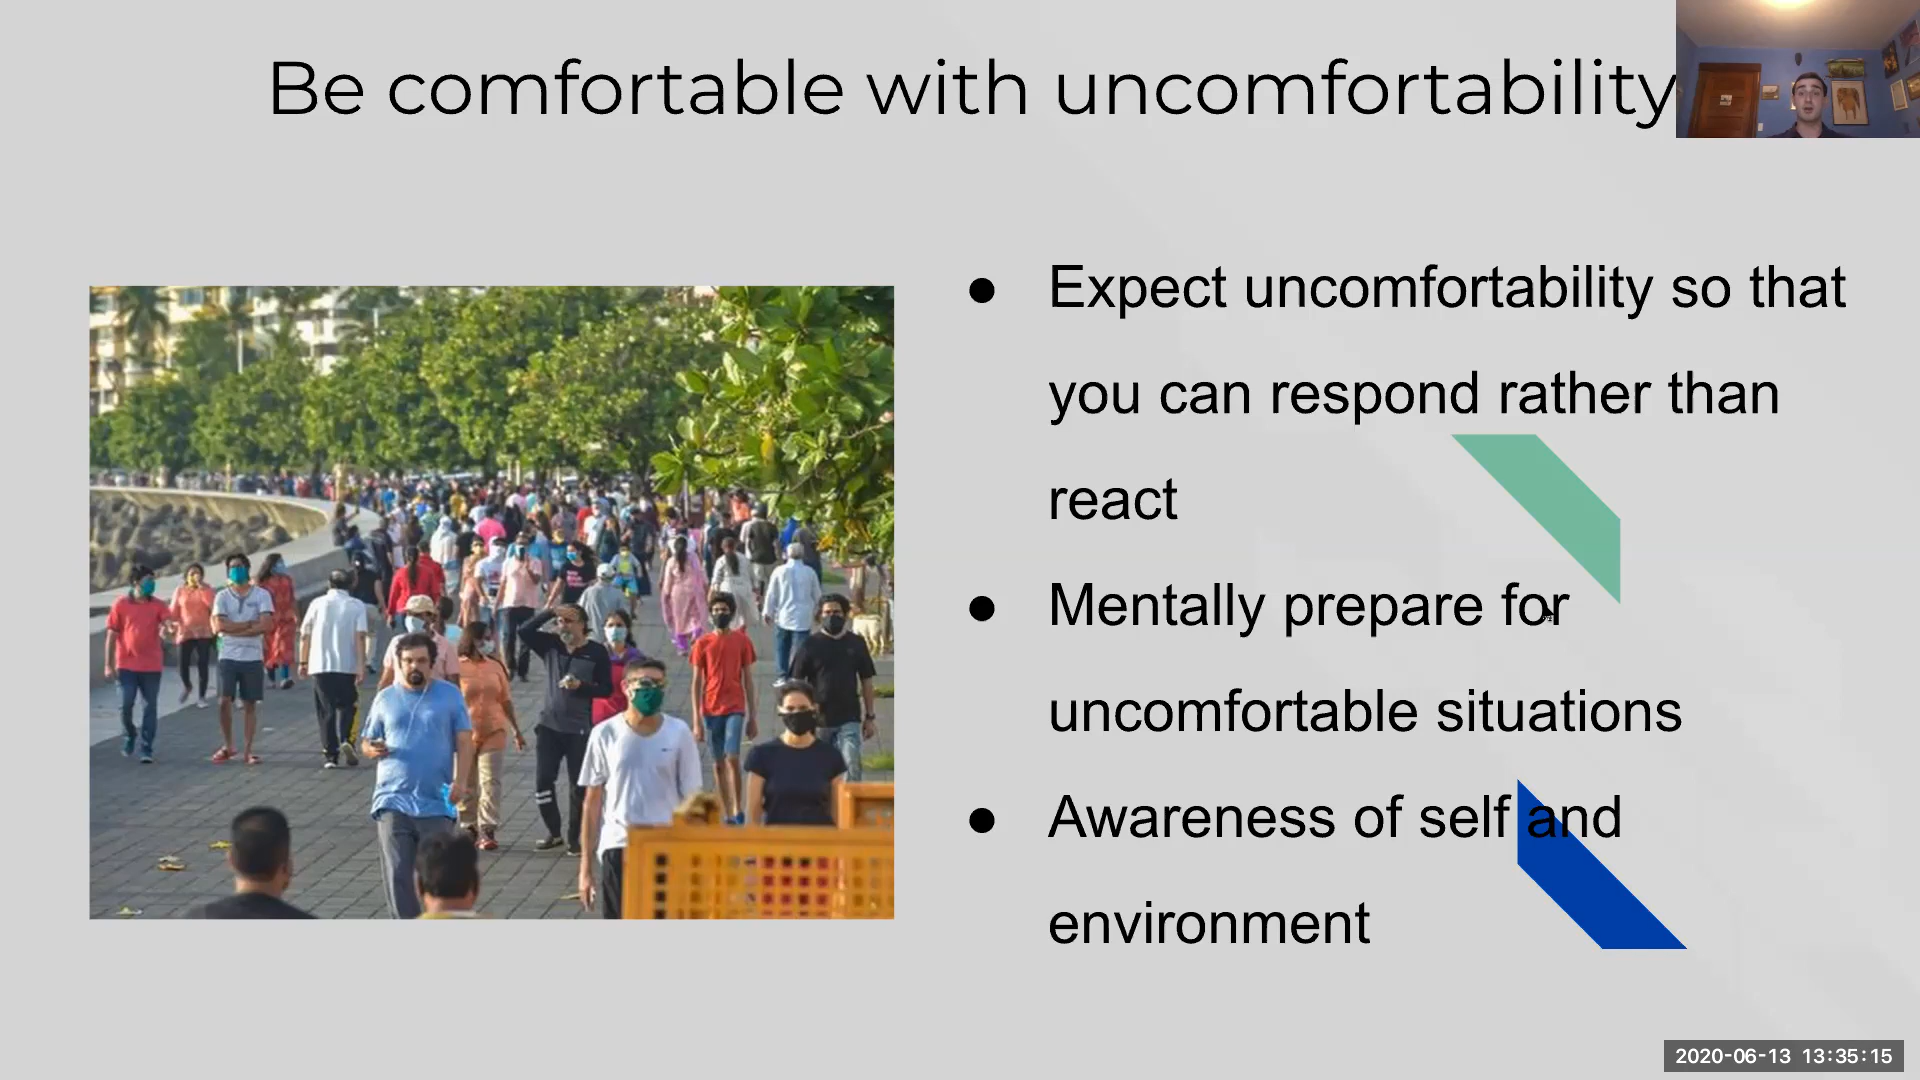 Be comfortable with uncomfortability
● Expect uncomfortability so that
you can respond rather than
react
● Mentally prepare for
uncomfortable situations
● Awareness of self and
environment
2020-06-13 13:35:15